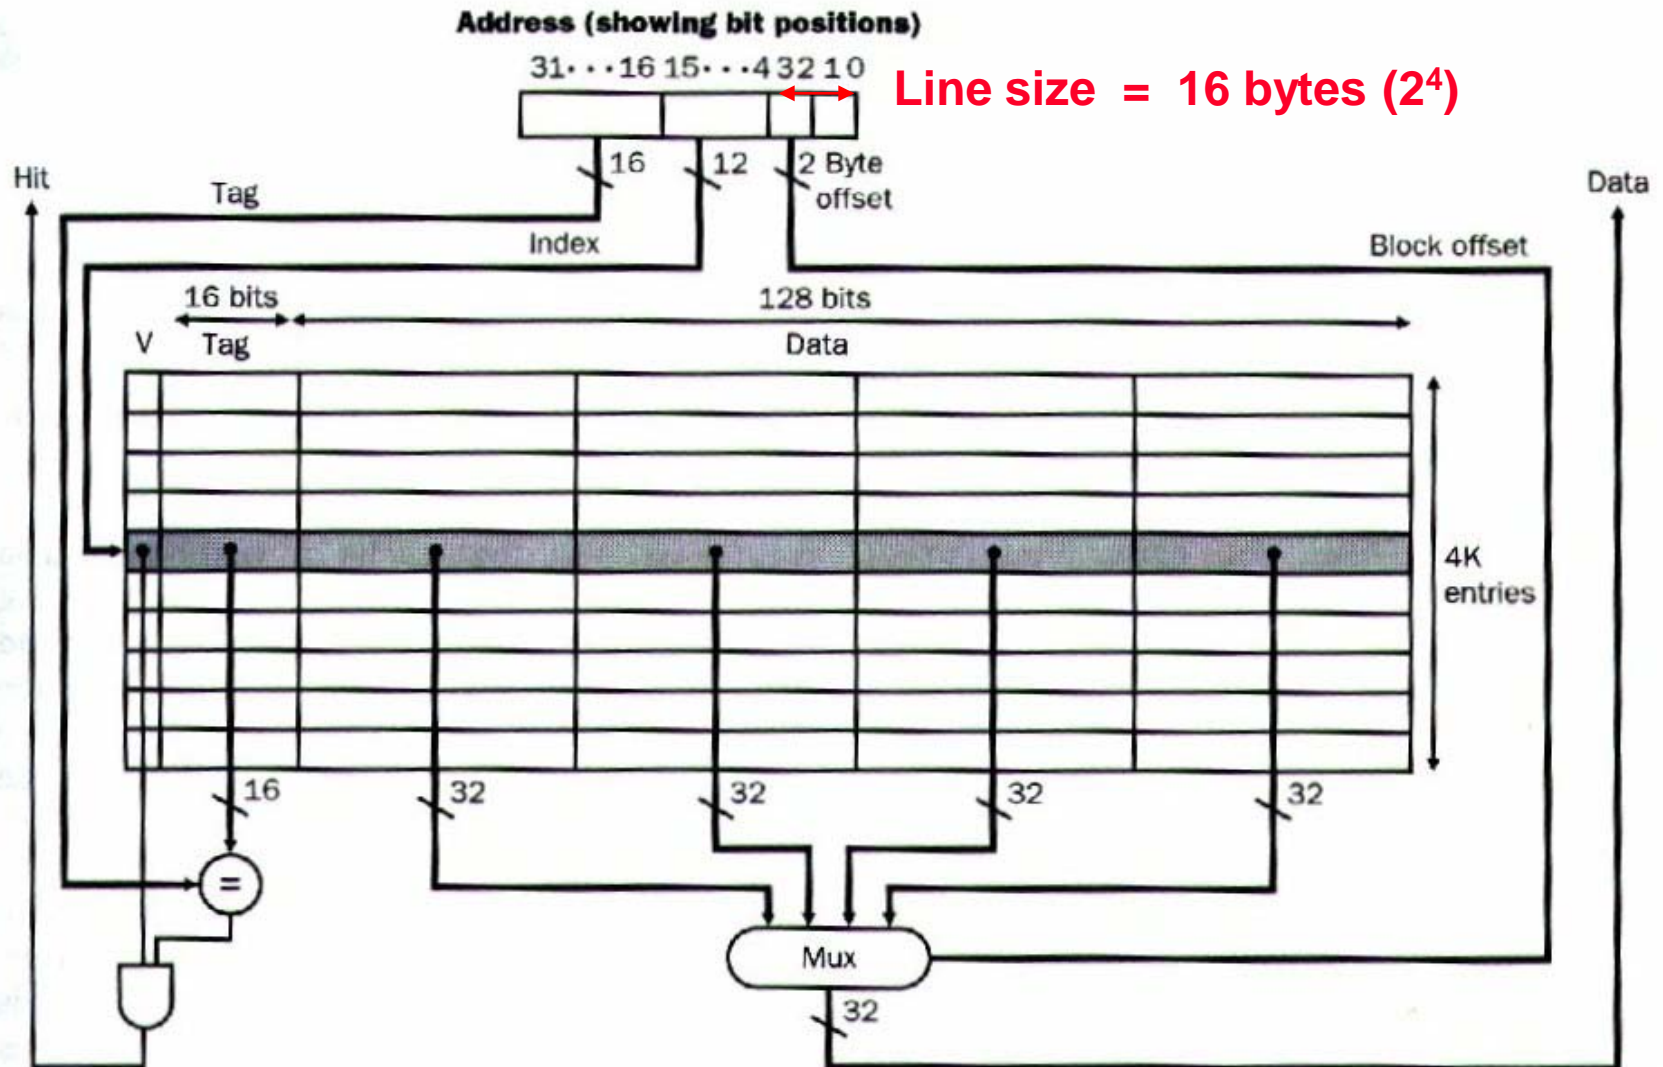 Address (showing bit positions)
31···16 15···4 3 2 1 0
Line size = 16 bytes (2⁴)
16 12 2 Byte
offset
Hit
Tag
Data
Index
Block offset
16 bits
128 bits
V Tag Data
4K
entries
16 32 32 32 32
=
Mux
32